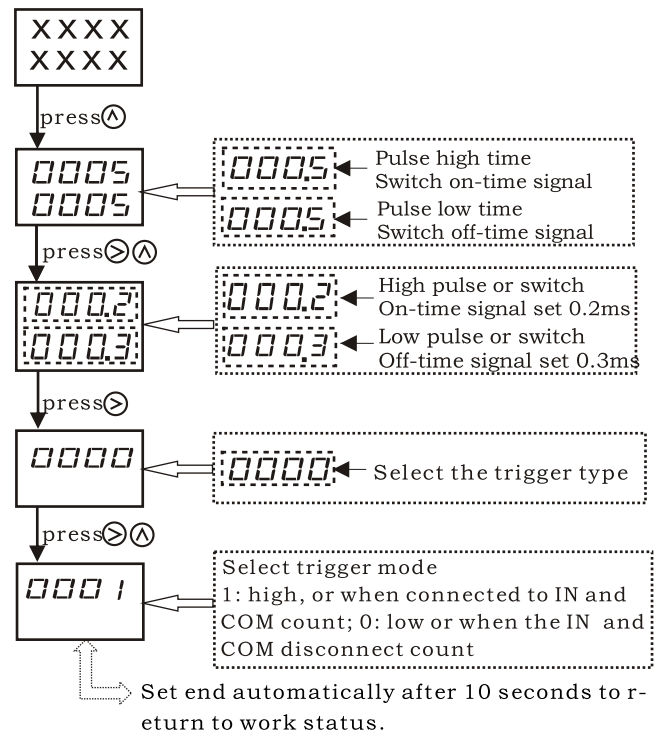 XXXX
XXXX
press
0005
0005
000.5
Pulse high time
Switch on-time signal
000.5
Pulse low time
Switch off-time signal
press
000.2
000.3
000.2
High pulse or switch
On-time signal set 0.2ms
000.3
Low pulse or switch
Off-time signal set 0.3ms
press
0000
0000
Select the trigger type
press
0001
Select trigger mode
1: high, or when connected to IN and
COM count; 0: low or when the IN and
COM disconnect count
Set end automatically after 10 seconds to r-
eturn to work status.